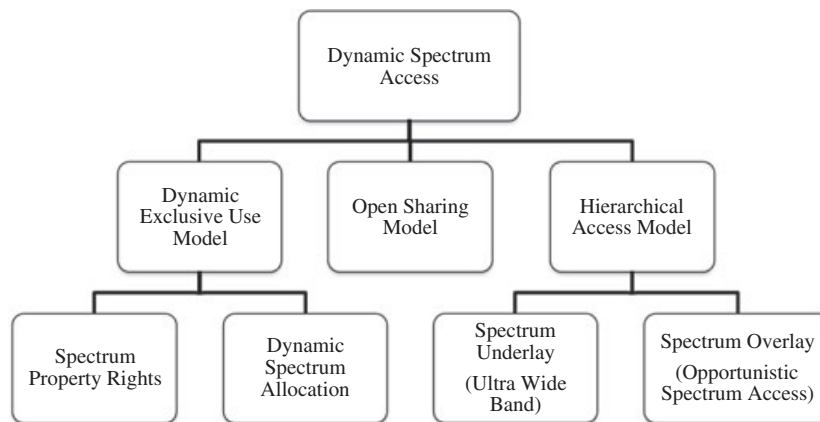 Dynamic Spectrum
Access
Dynamic
Exclusive Use
Model
Open Sharing
Model
Hierarchical
Access Model
Spectrum
Property Rights
Dynamic
Spectrum
Allocation
Spectrum
Underlay
(Ultra Wide
Band)
Spectrum Overlay
(Opportunistic
Spectrum Access)